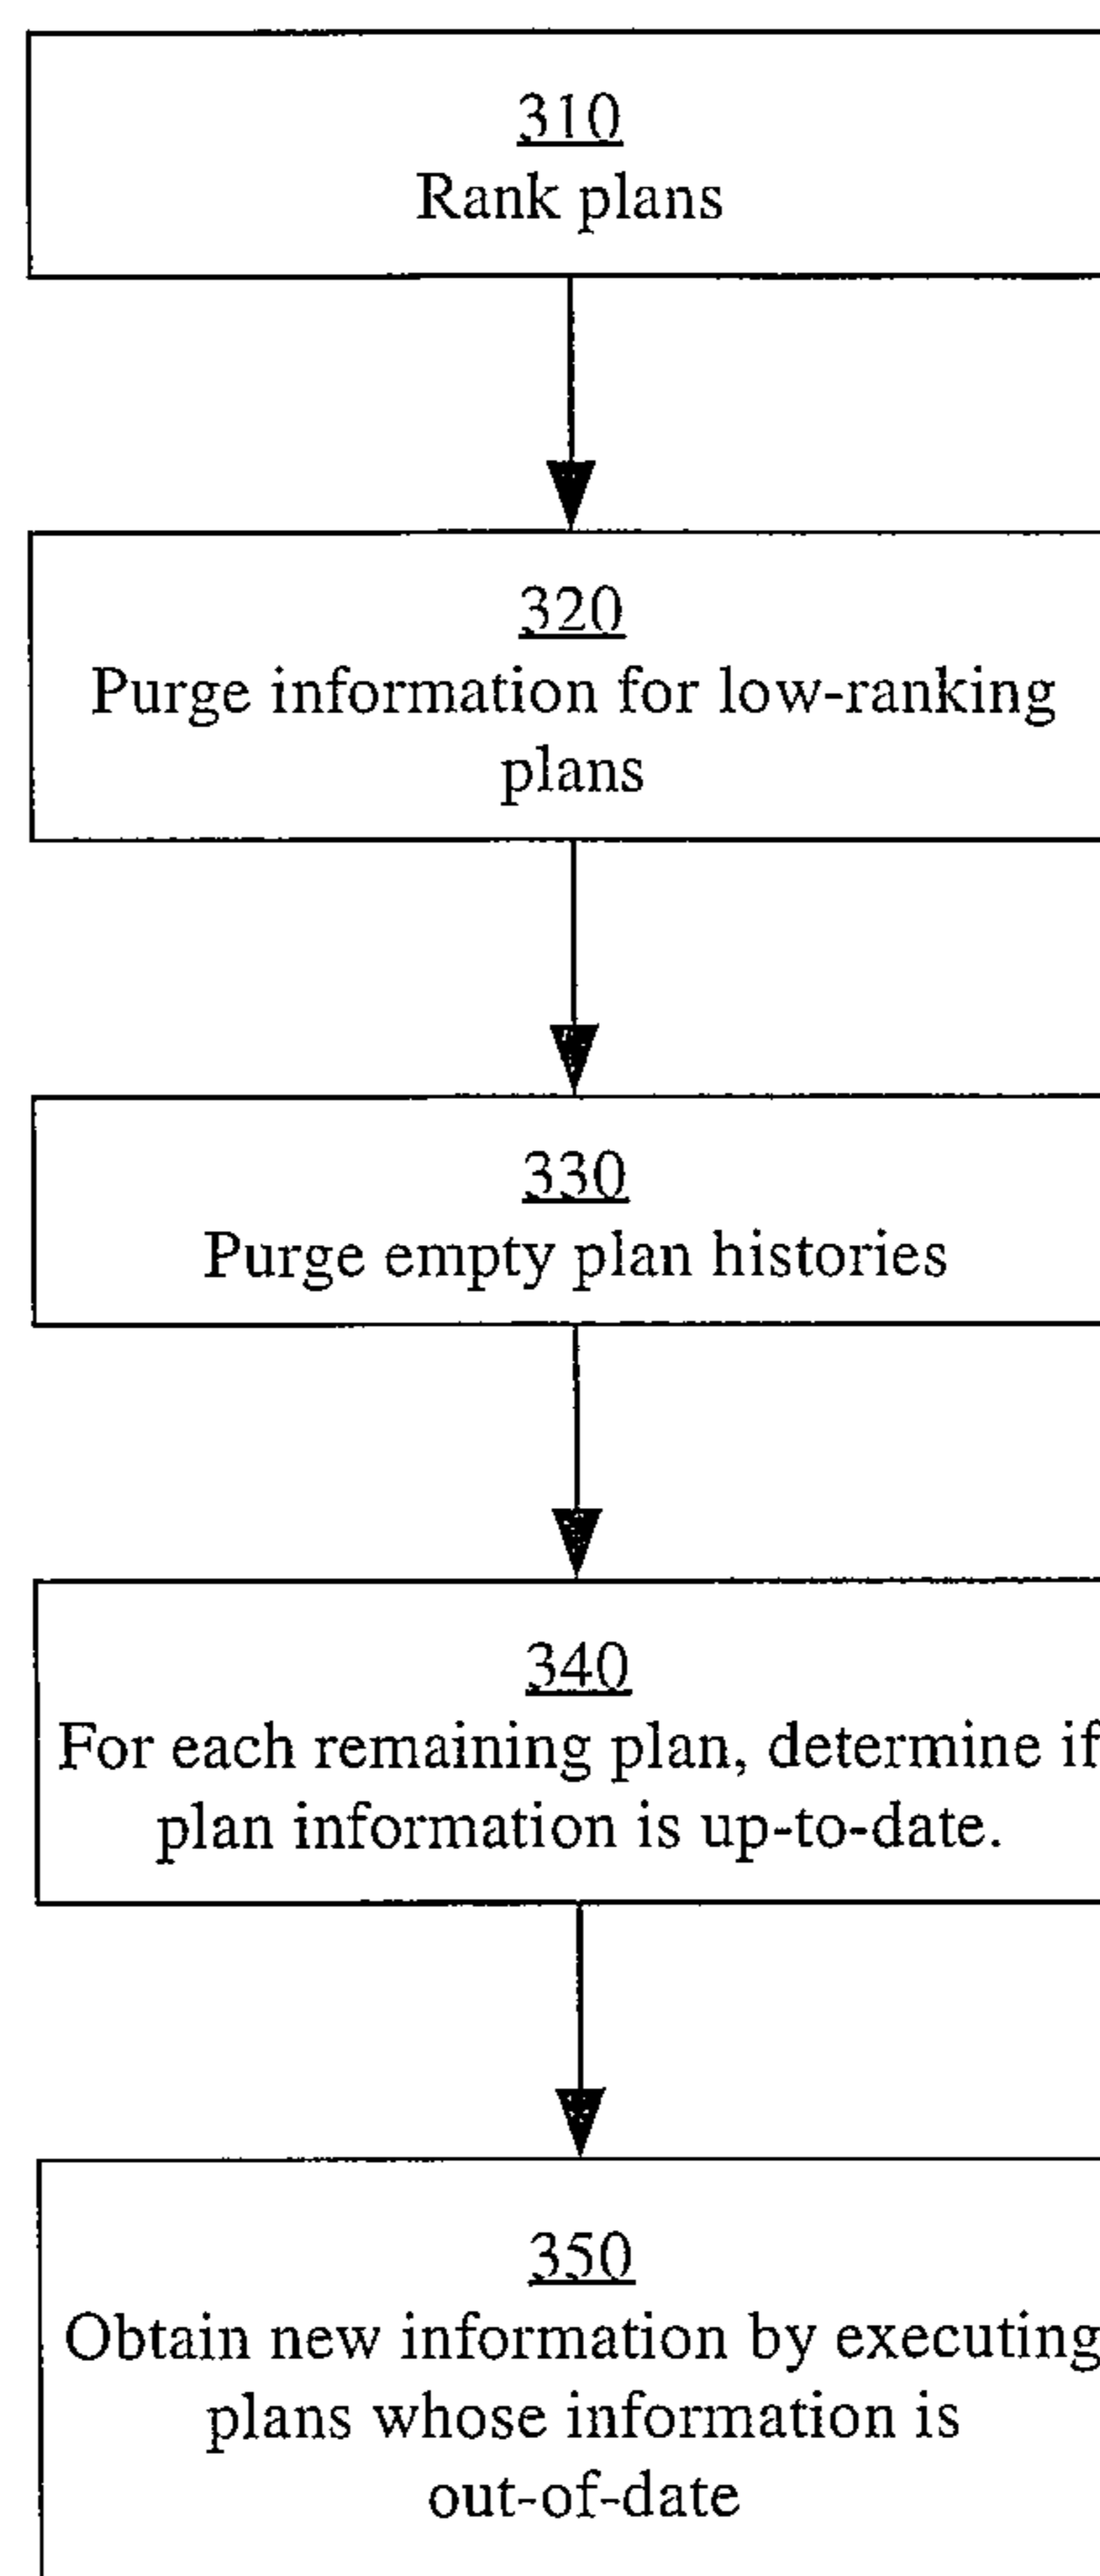 310
Rank plans
320
Purge information for low-ranking
plans
330
Purge empty plan histories
340
For each remaining plan, determine if
plan information is up-to-date.
350
Obtain new information by executing
plans whose information is
out-of-date